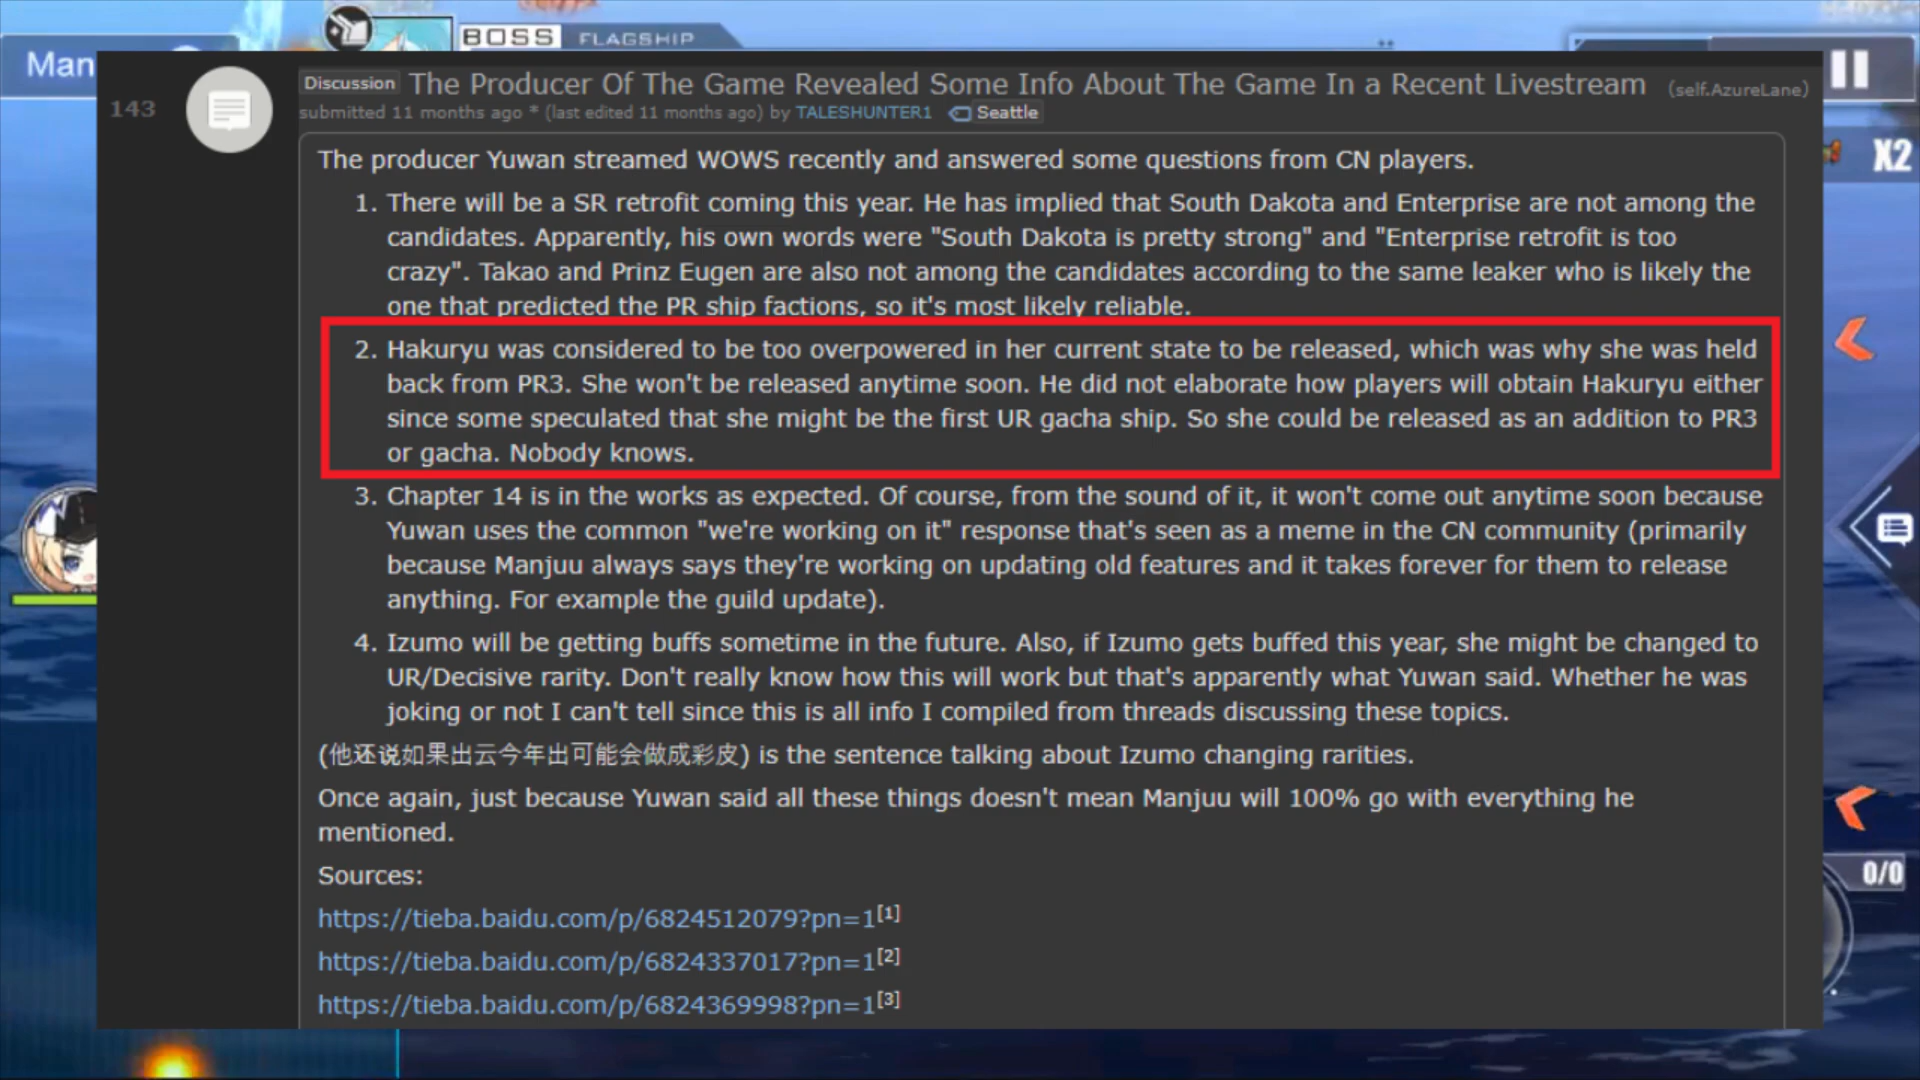 BOSS FLAGSHIP
Man
143
Discussion The Producer Of The Game Revealed Some Info About The Game In a Recent Livestream (self.AzureLane)
submitted 11 months ago * (last edited 11 months ago) by TALESHUNTER1 Seattle
The producer Yuwan streamed WOWS recently and answered some questions from CN players.
X2
1. There will be a SR retrofit coming this year. He has implied that South Dakota and Enterprise are not among the
candidates. Apparently, his own words were "South Dakota is pretty strong" and "Enterprise retrofit is too
crazy". Takao and Prinz Eugen are also not among the candidates according to the same leaker who is likely the
one that predicted the PR ship factions, so it's most likely reliable.
2. Hakuryu was considered to be too overpowered in her current state to be released, which was why she was held
back from PR3. She won't be released anytime soon. He did not elaborate how players will obtain Hakuryu either
since some speculated that she might be the first UR gacha ship. So she could be released as an addition to PR3
or gacha. Nobody knows.
3. Chapter 14 is in the works as expected. Of course, from the sound of it, it won't come out anytime soon because
Yuwan uses the common "we're working on it" response that's seen as a meme in the CN community (primarily
because Manjuu always says they're working on updating old features and it takes forever for them to release
anything. For example the guild update).
4. Izumo will be getting buffs sometime in the future. Also, if Izumo gets buffed this year, she might be changed to
UR/Decisive rarity. Don't really know how this will work but that's apparently what Yuwan said. Whether he was
joking or not I can't tell since this is all info I compiled from threads discussing these topics.
(他还说如果出云今年出可能会做成彩皮) is the sentence talking about Izumo changing rarities.
Once again, just because Yuwan said all these things doesn't mean Manjuu will 100% go with everything he
mentioned.
0/0
Sources:
https://tieba.baidu.com/p/6824512079?pn=1[1]
https://tieba.baidu.com/p/6824337017?pn=1[2]
https://tieba.baidu.com/p/6824369998?pn=1[3]